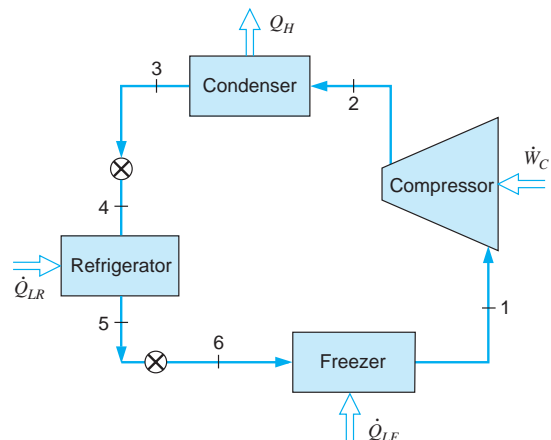 Q_H
3
Condenser
2
Ẇ_C
Compressor
4
Refrigerator
Q̇_LR
5
6
1
Freezer
Q̇_LF